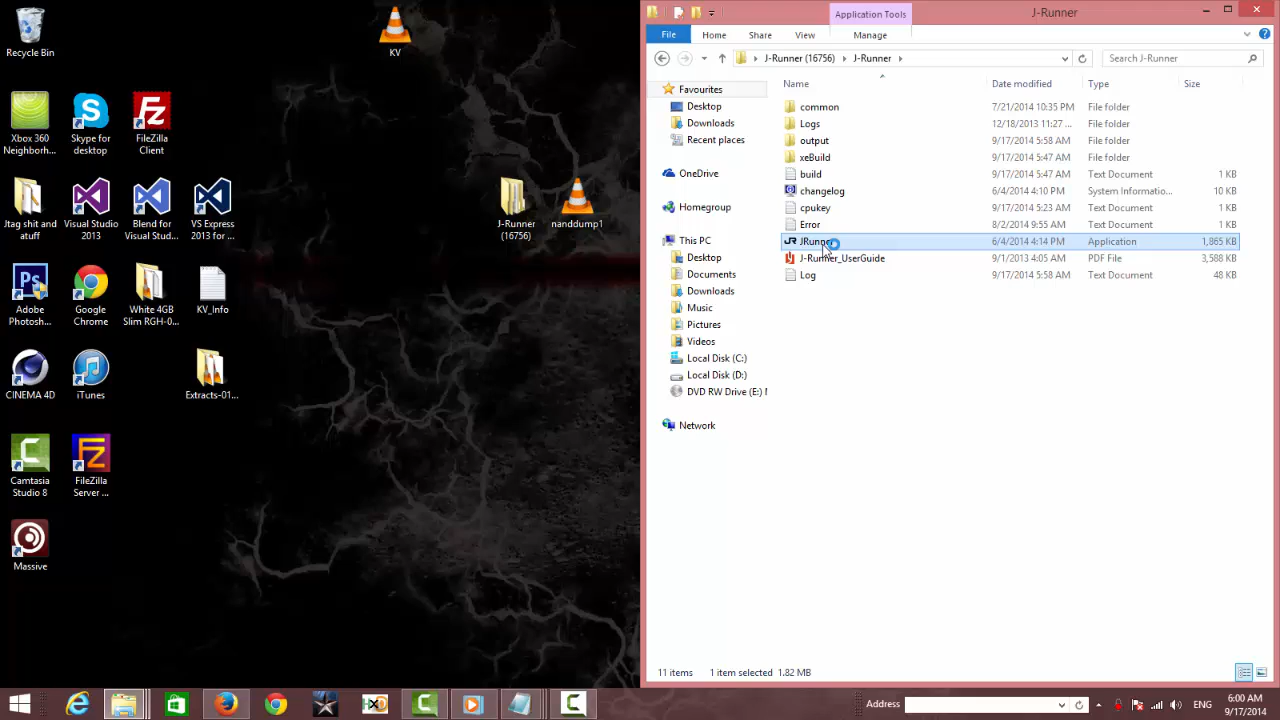 Recycle Bin
KV
Xbox 360
Neighborh...
Skype for
desktop
FileZilla
Client
Jtag shit and
stuff
Visual Studio
2013
Blend for
Visual Stud...
VS Express
2013 for ...
J-Runner
(16756)
nanddump1
Adobe
Photosh...
Google
Chrome
White 4GB
Slim RGH-0...
KV_Info
CINEMA 4D
iTunes
Extracts-01...
Camtasia
Studio 8
FileZilla
Server ...
Massive
Application Tools
J-Runner
File
Home
Share
View
Manage
J-Runner (16756)
J-Runner
Search J-Runner
Favourites
Desktop
Downloads
Recent places
OneDrive
Homegroup
This PC
Desktop
Documents
Downloads
Music
Pictures
Videos
Local Disk (C:)
Local Disk (D:)
DVD RW Drive (E:)
Network
Name Date modified Type Size
common 7/21/2014 10:35 PM File folder
Logs 12/18/2013 11:27 ... File folder
output 9/17/2014 5:58 AM File folder
xeBuild 9/17/2014 5:47 AM File folder
build 9/17/2014 5:47 AM Text Document 1 KB
changelog 6/4/2014 4:10 PM System Informatio... 10 KB
cpukey 9/17/2014 5:23 AM Text Document 1 KB
Error 8/2/2014 9:55 AM Text Document 1 KB
JRunner 6/4/2014 4:14 PM Application 1,865 KB
J-Runner_UserGuide 9/1/2013 4:05 AM PDF File 3,588 KB
Log 9/17/2014 5:58 AM Text Document 48 KB
11 items 1 item selected 1.82 MB
Address
ENG
6:00 AM
9/17/2014